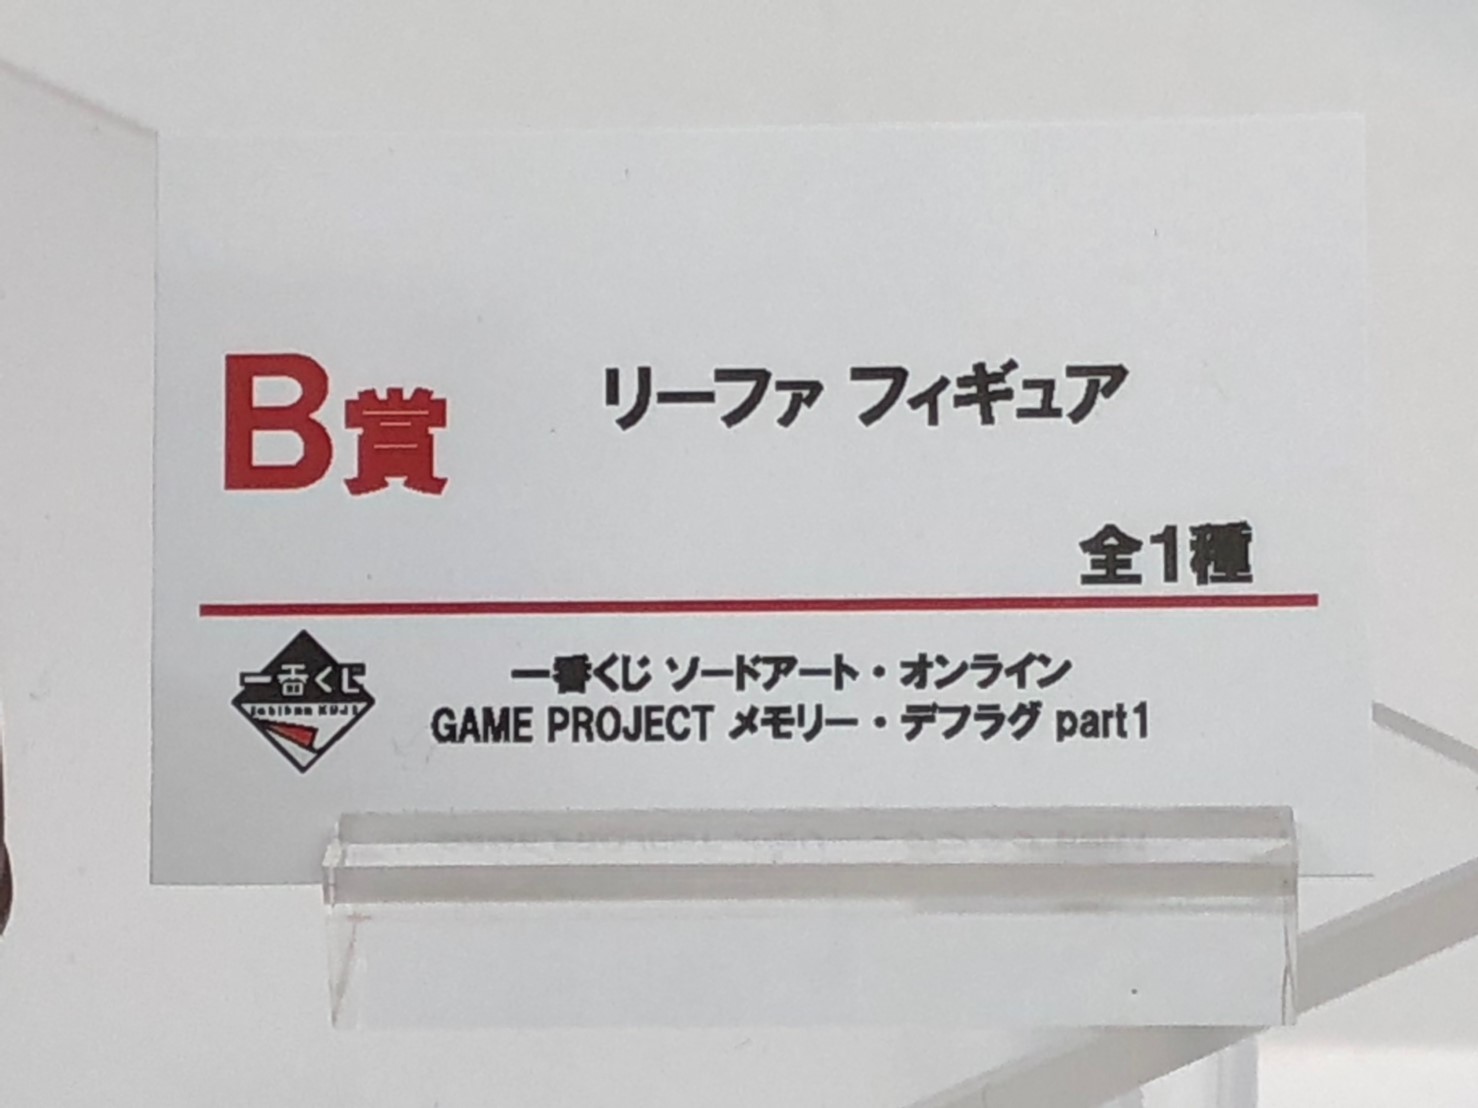 B賞
リーファ フィギュア
全1種
一番くじ
Ichiban KUJI
一番くじ ソードアート・オンライン
GAME PROJECT メモリー・デフラグ part1